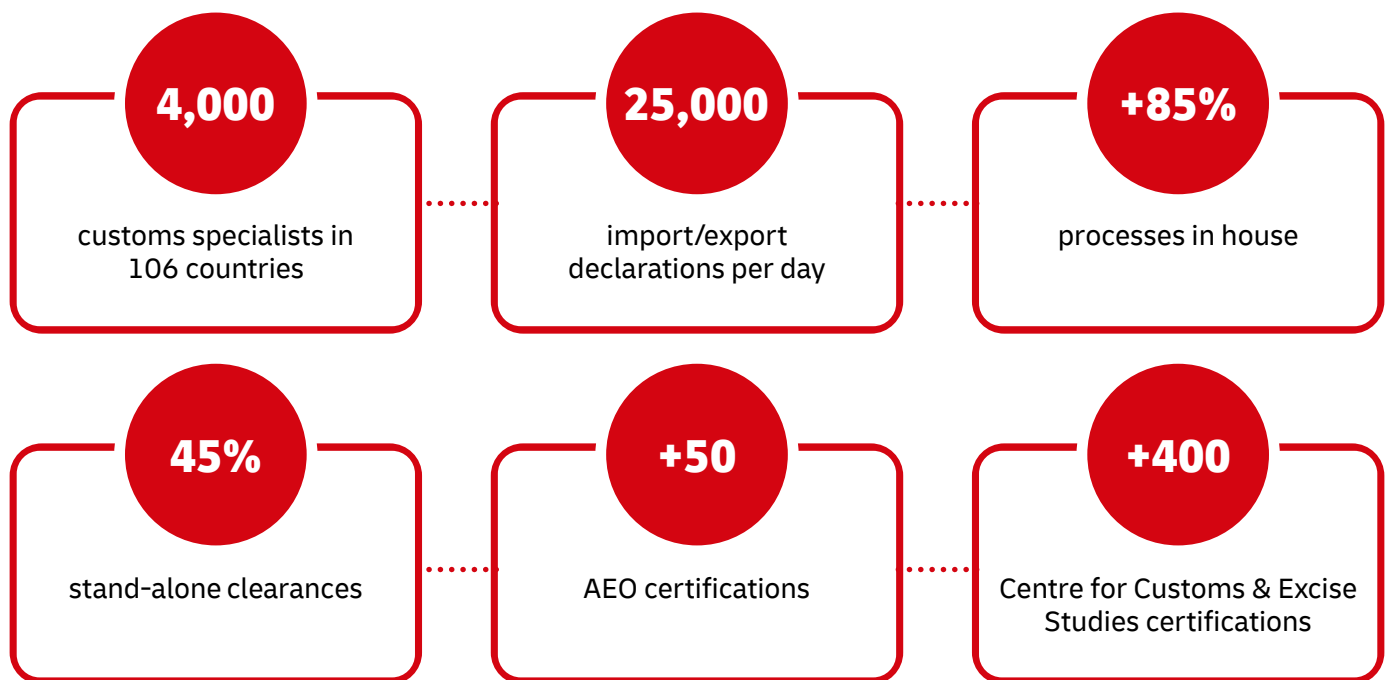 4,000
customs specialists in
106 countries
25,000
import/export
declarations per day
+85%
processes in house
45%
stand-alone clearances
+50
AEO certifications
+400
Centre for Customs & Excise
Studies certifications